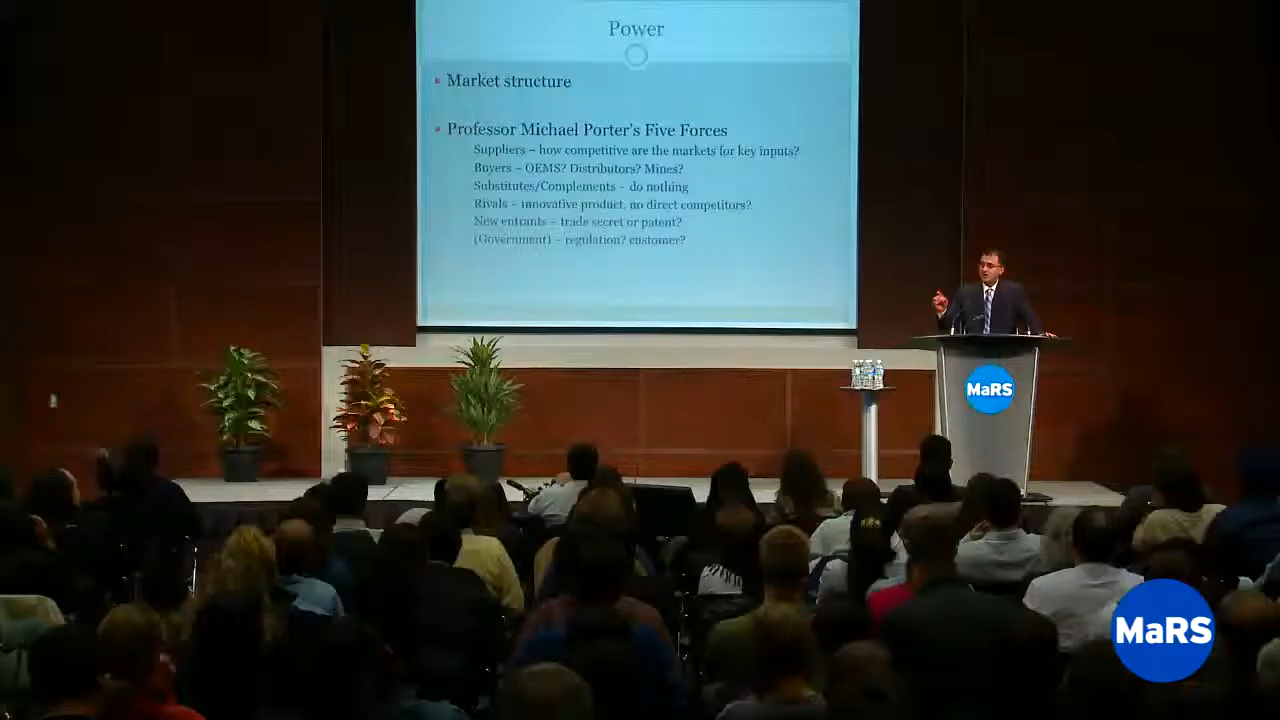 Power
Market structure
Professor Michael Porter's Five Forces
Suppliers – how competitive are the markets for key inputs?
Buyers – OEMS? Distributors? Mines?
Substitutes/Complements – do nothing
Rivals – innovative product, no direct competitors?
New entrants – trade secret or patent?
(Government) – regulation? customer?
MaRS
MaRS